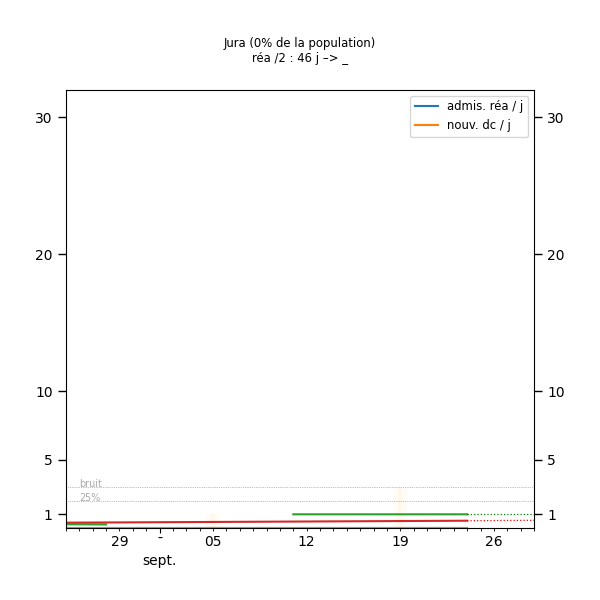 Jura (0% de la population)
réa /2 : 46 j –> _
admis. réa / j
nouv. dc / j
30
30
20
20
10
10
5
5
bruit
25%
1
1
29
-
05
12
19
26
sept.